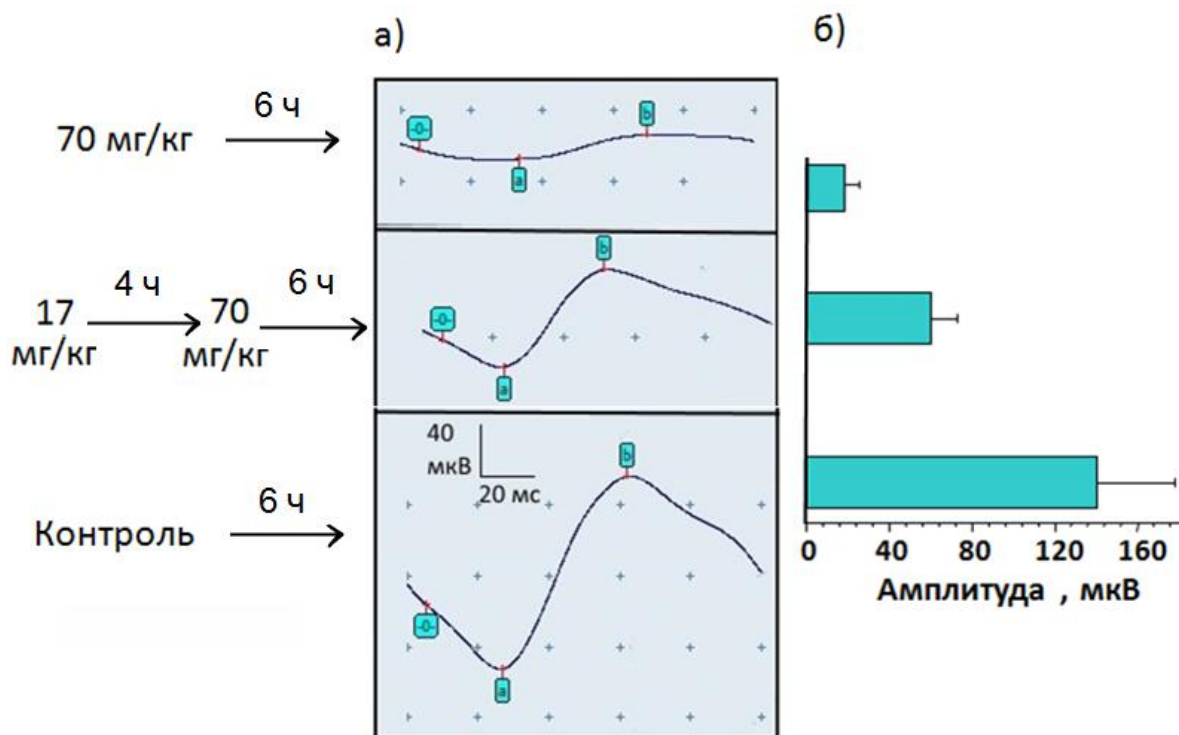 а)
б)
6 ч
70 мг/кг
-0-
b
a
4 ч
6 ч
17
мг/кг
70
мг/кг
-0-
b
a
40
мкВ
20 мс
6 ч
Контроль
-0-
b
a
0 40 80 120 160
Амплитуда , мкВ